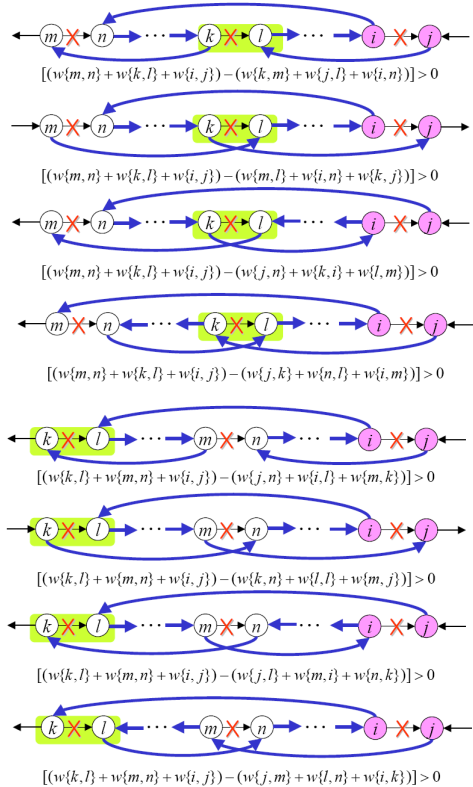 m n ··· k l ··· i j
[(w{m,n}+w{k,l}+w{i,j})−(w{k,m}+w{j,l}+w{i,n})]>0
m n ··· k l ··· i j
[(w{m,n}+w{k,l}+w{i,j})−(w{m,l}+w{i,n}+w{k,j})]>0
m n ··· k l ··· i j
[(w{m,n}+w{k,l}+w{i,j})−(w{j,n}+w{k,i}+w{l,m})]>0
m n ··· k l ··· i j
[(w{m,n}+w{k,l}+w{i,j})−(w{j,k}+w{n,l}+w{i,m})]>0
k l ··· m n ··· i j
[(w{k,l}+w{m,n}+w{i,j})−(w{j,n}+w{i,l}+w{m,k})]>0
k l ··· m n ··· i j
[(w{k,l}+w{m,n}+w{i,j})−(w{k,n}+w{l,l}+w{m,j})]>0
k l ··· m n ··· i j
[(w{k,l}+w{m,n}+w{i,j})−(w{j,l}+w{m,i}+w{n,k})]>0
k l ··· m n ··· i j
[(w{k,l}+w{m,n}+w{i,j})−(w{j,m}+w{l,n}+w{i,k})]>0